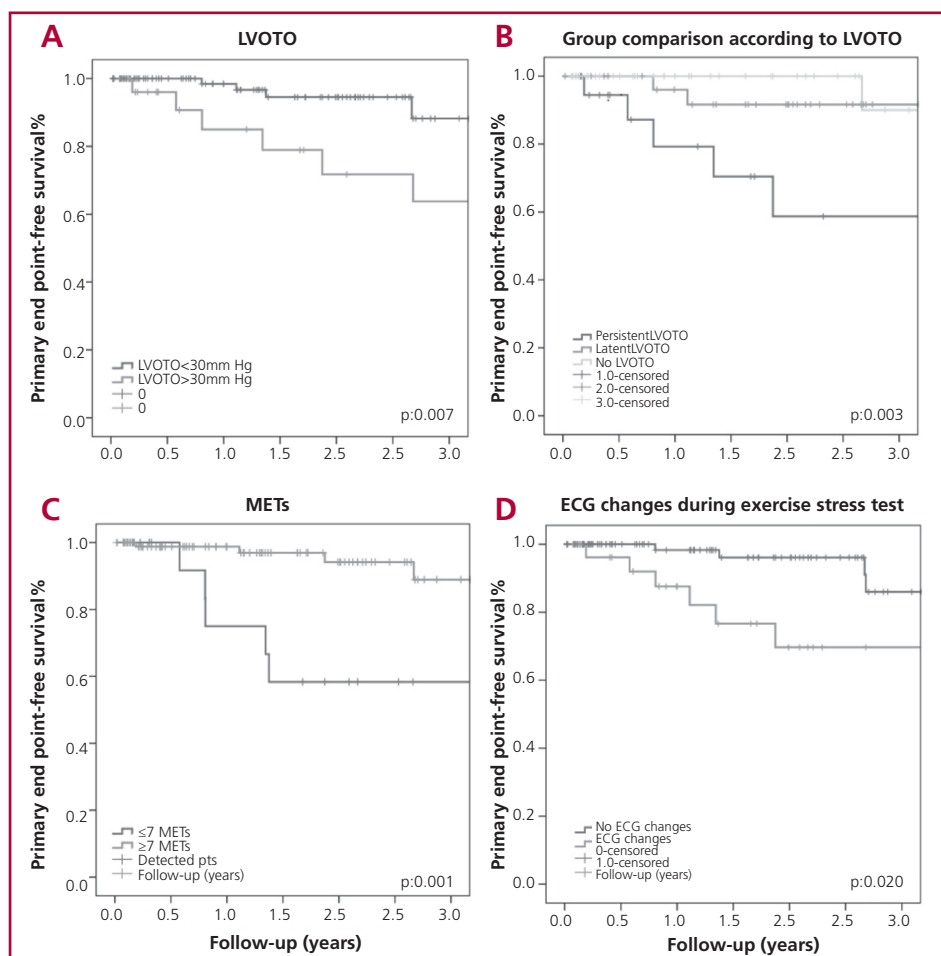 A
LVOTO
Primary end point-free survival%
1.0
0.8
0.6
0.4
0.2
0.0
LVOTO<30mm Hg
LVOTO>30mm Hg
0
0
p:0.007
0.0 0.5 1.0 1.5 2.5 2.5 3.0
B
Group comparison according to LVOTO
Primary end point-free survival%
1.0
0.8
0.6
0.4
0.2
0.0
PersistentLVOTO
LatentLVOTO
No LVOTO
1.0-censored
2.0-censored
3.0-censored
p:0.003
0.0 0.5 1.0 1.5 2.5 2.5 3.0
C
METs
Primary end point-free survival%
1.0
0.8
0.6
0.4
0.2
0.0
≤7 METs
≥7 METs
Detected pts
Follow-up (years)
p:0.001
0.0 0.5 1.0 1.5 2.5 2.5 3.0
Follow-up (years)
D
ECG changes during exercise stress test
Primary end point-free survival%
1.0
0.8
0.6
0.4
0.2
0.0
No ECG changes
ECG changes
0-censored
1.0-censored
Follow-up (years)
p:0.020
0.0 0.5 1.0 1.5 2.5 2.5 3.0
Follow-up (years)